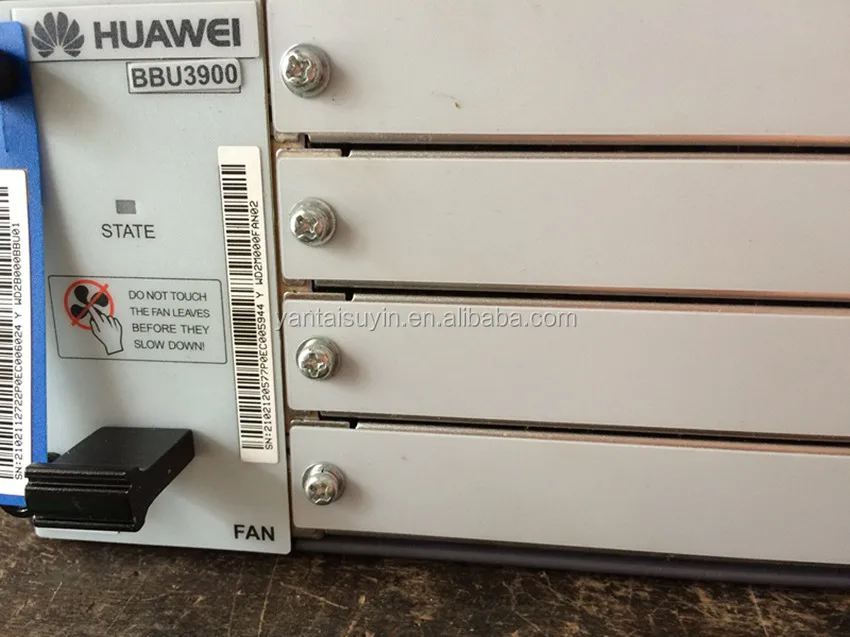 HUAWEI
BBU3900
STATE
DO NOT TOUCH
THE FAN LEAVES
BEFORE THEY
SLOW DOWN!
SN:2102112722P0EC006024 Y WD2B000BBU01
SN:2102120577P0EC005944 Y WD2M000FAN02
yantaisuyin.en.alibaba.com
FAN